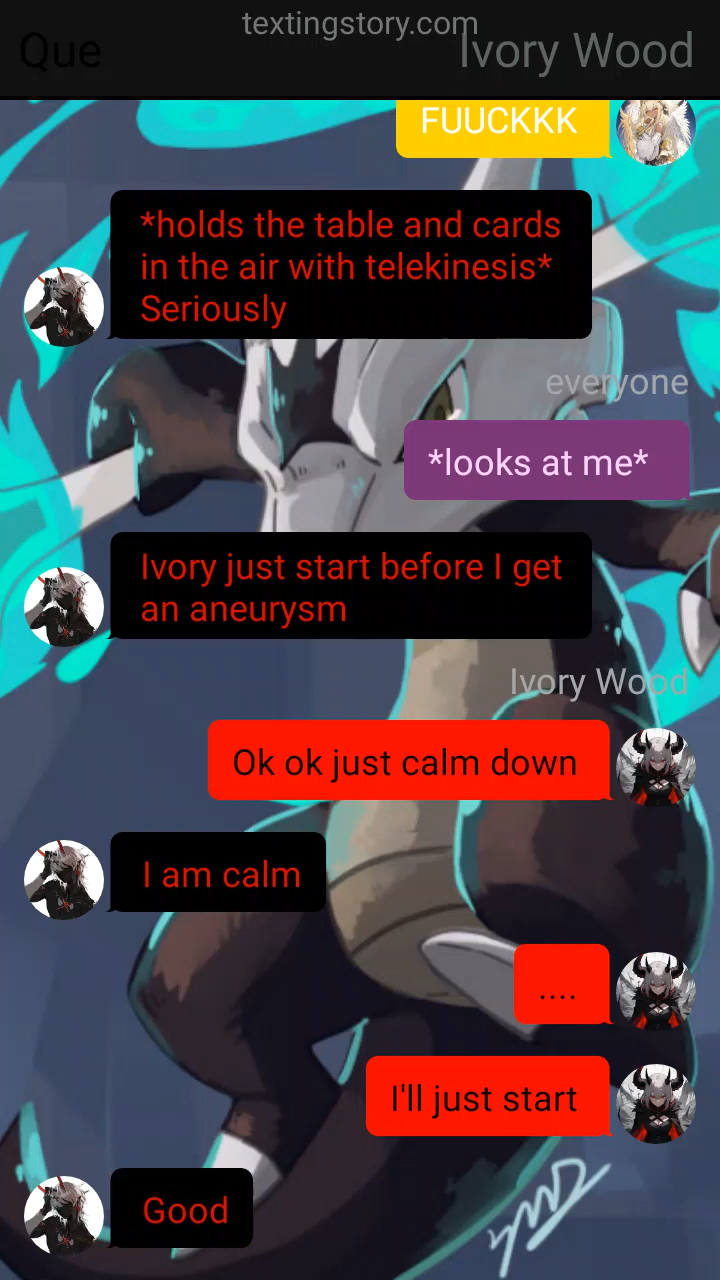 textingstory.com
Que
Ivory Wood
FUUCKKK
*holds the table and cards
in the air with telekinesis*
Seriously
everyone
*looks at me*
Ivory just start before I get
an aneurysm
Ivory Wood
Ok ok just calm down
I am calm
....
I'll just start
Good